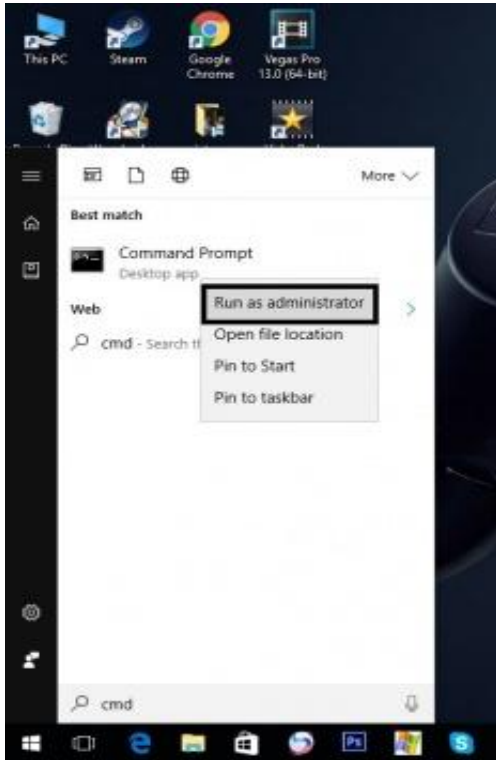 This PC
Steam
Google
Chrome
Vegas Pro
13.0 (64-bit)
More
Best match
Command Prompt
Desktop app
Run as administrator
Web
Open file location
cmd - Search
Pin to Start
Pin to taskbar
cmd
Ps
S